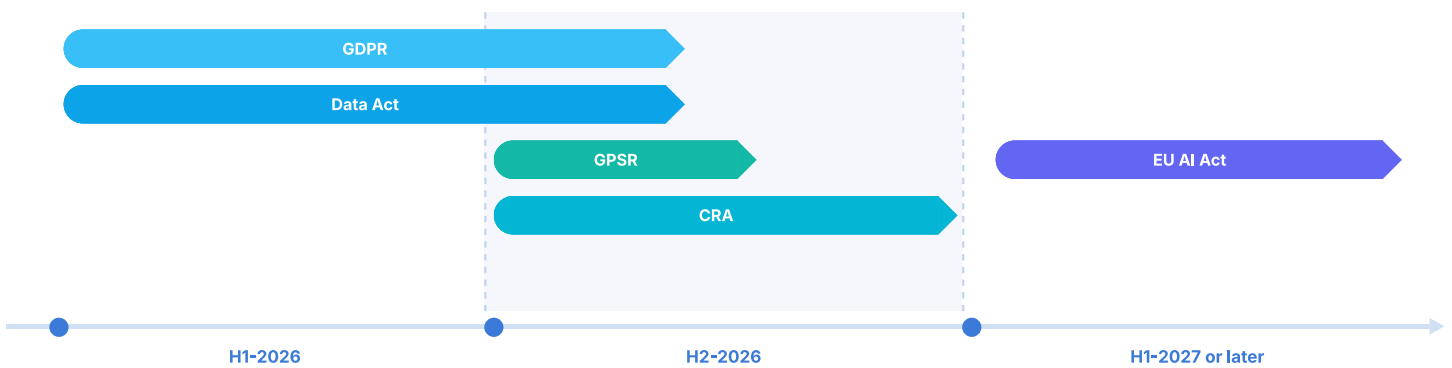 GDPR
Data Act
GPSR
EU AI Act
CRA
H1-2026
H2-2026
H1-2027 or later